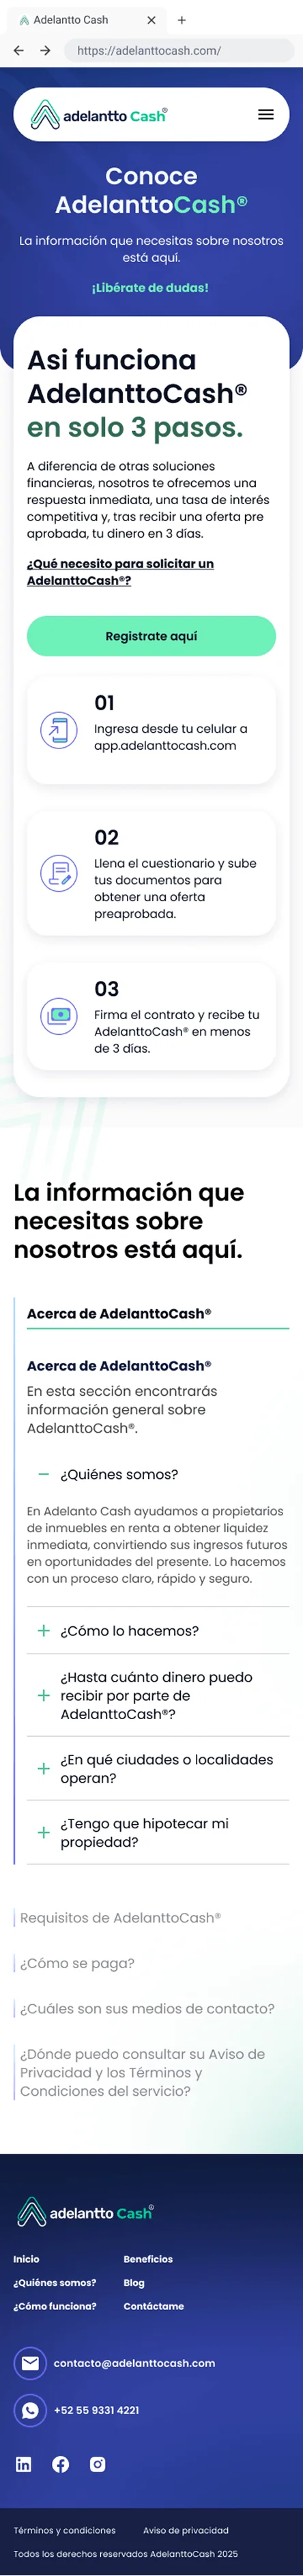 Adelantto Cash
https://adelanttocash.com/
adelantto Cash®
Conoce
AdelanttoCash®
La información que necesitas sobre nosotros
está aquí.
¡Libérate de dudas!
Asi funciona
AdelanttoCash®
en solo 3 pasos.
A diferencia de otras soluciones
financieras, nosotros te ofrecemos una
respuesta inmediata, una tasa de interés
competitiva y, tras recibir una oferta pre
aprobada, tu dinero en 3 días.
¿Qué necesito para solicitar un
AdelanttoCash®?
Registrate aquí
01
Ingresa desde tu celular a
app.adelanttocash.com
02
Llena el cuestionario y sube
tus documentos para
obtener una oferta
preaprobada.
03
Firma el contrato y recibe tu
AdelanttoCash® en menos
de 3 días.
La información que
necesitas sobre
nosotros está aquí.
Acerca de AdelanttoCash®
Acerca de AdelanttoCash®
En esta sección encontrarás
información general sobre
AdelanttoCash®.
¿Quiénes somos?
En Adelanto Cash ayudamos a propietarios
de inmuebles en renta a obtener liquidez
inmediata, convirtiendo sus ingresos futuros
en oportunidades del presente. Lo hacemos
con un proceso claro, rápido y seguro.
¿Cómo lo hacemos?
¿Hasta cuánto dinero puedo
recibir por parte de
AdelanttoCash®?
¿En qué ciudades o localidades
operan?
¿Tengo que hipotecar mi
propiedad?
Requisitos de AdelanttoCash®
¿Cómo se paga?
¿Cuáles son sus medios de contacto?
¿Dónde puedo consultar su Aviso de
Privacidad y los Términos y
Condiciones del servicio?
adelantto Cash®
Inicio
Beneficios
¿Quiénes somos?
Blog
¿Cómo funciona?
Contáctame
contacto@adelanttocash.com
+52 55 9331 4221
Términos y condiciones
Aviso de privacidad
Todos los derechos reservados AdelanttoCash 2025